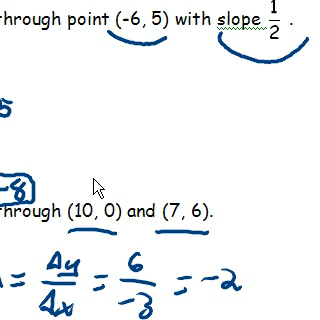 through point (-6, 5) with slope 1/2 .
5
-8
through (10, 0) and (7, 6).
= Δy/Δx = 6/-3 = -2